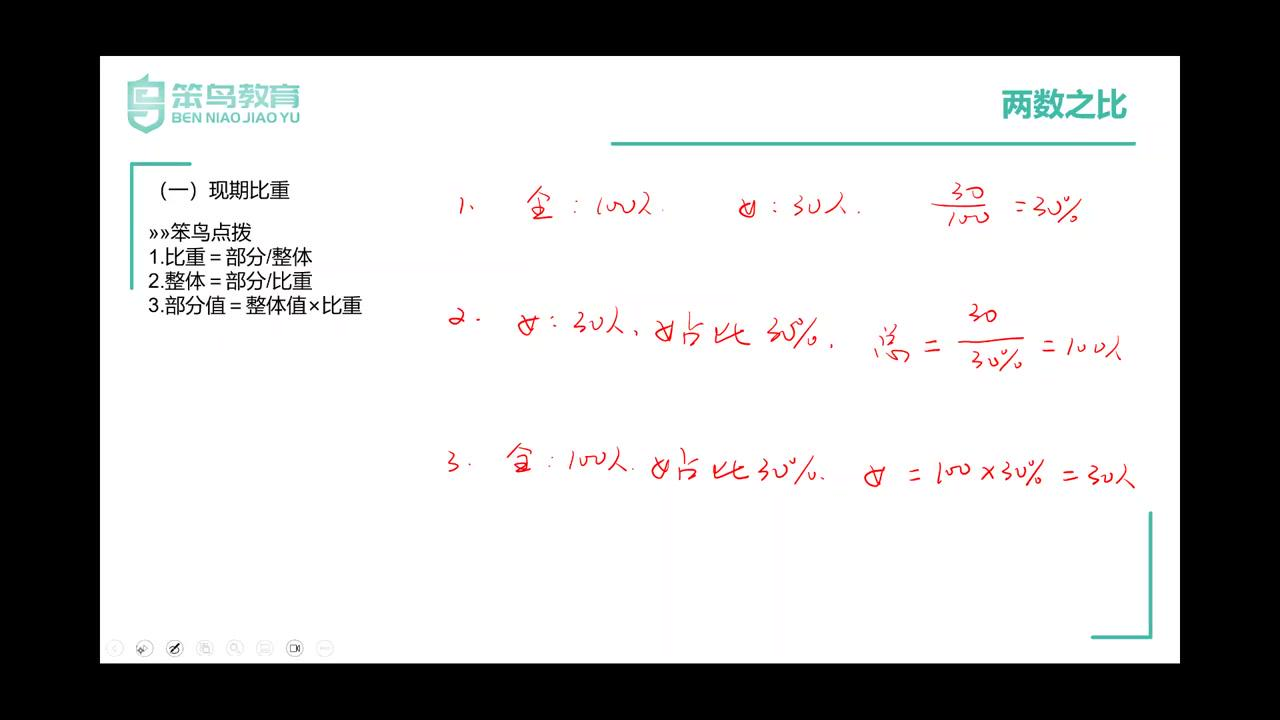 笨鸟教育
BEN NIAO JIAO YU
两数之比
（一）现期比重
»»笨鸟点拨
1.比重＝部分/整体
2.整体＝部分/比重
3.部分值＝整体值×比重
1. 全：100人. 女：30人. 30/100 =30%
2. 女：30人、女占比30%. 总 = 30/30% = 100人
3. 全：100人. 女占比30%. 女 = 100×30% = 30人